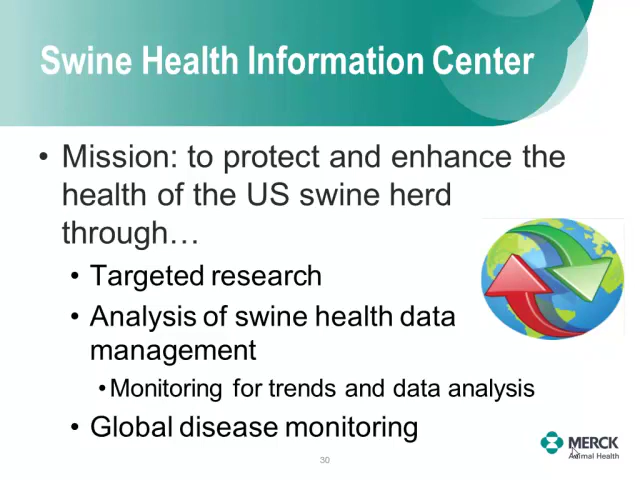 Swine Health Information Center
• Mission: to protect and enhance the
health of the US swine herd
through…
• Targeted research
• Analysis of swine health data
management
• Monitoring for trends and data analysis
• Global disease monitoring
30
MERCK
Animal Health